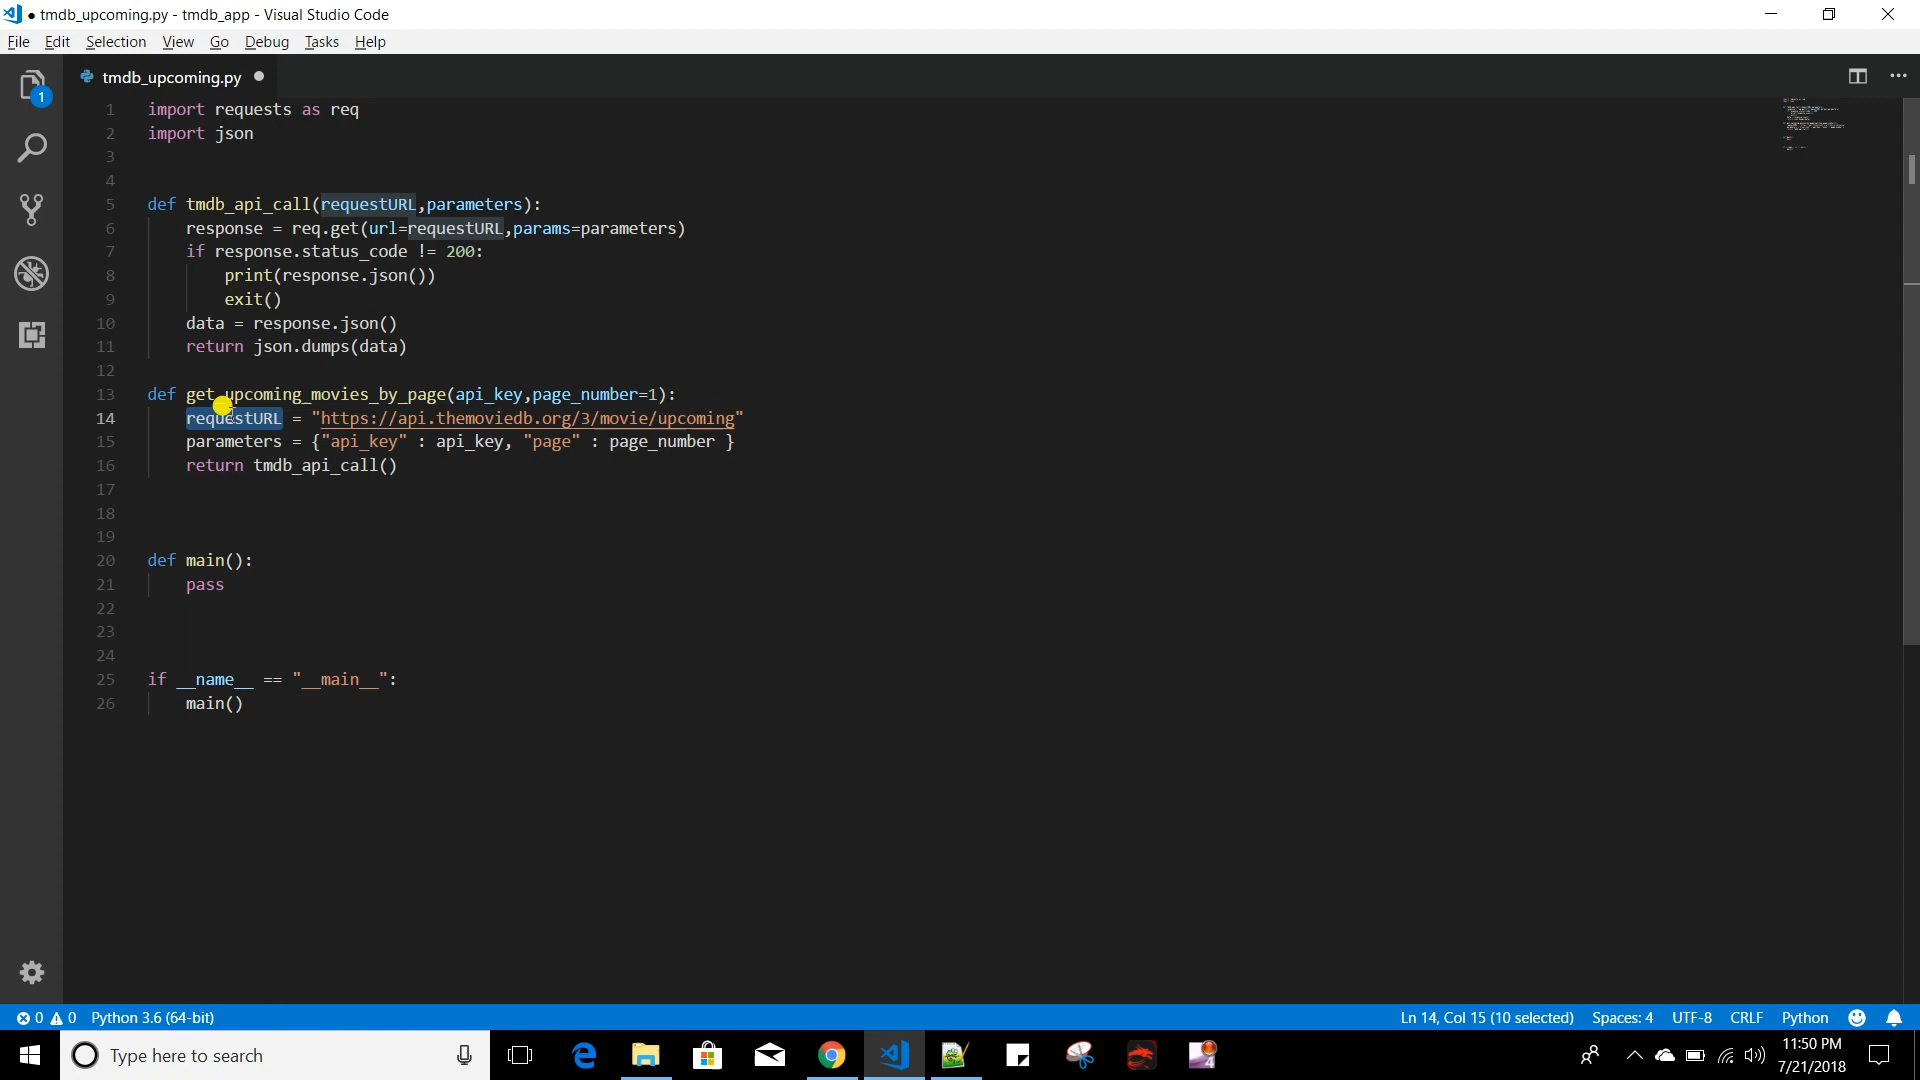 ● tmdb_upcoming.py - tmdb_app - Visual Studio Code
File Edit Selection View Go Debug Tasks Help
1
tmdb_upcoming.py ●
1 import requests as req
2 import json
3
4
5 def tmdb_api_call(requestURL,parameters):
6     response = req.get(url=requestURL,params=parameters)
7     if response.status_code != 200:
8         print(response.json())
9         exit()
10     data = response.json()
11     return json.dumps(data)
12
13 def get_upcoming_movies_by_page(api_key,page_number=1):
14     requestURL = "https://api.themoviedb.org/3/movie/upcoming"
15     parameters = {"api_key" : api_key, "page" : page_number }
16     return tmdb_api_call()
17
18
19
20 def main():
21     pass
22
23
24
25 if __name__ == "__main__":
26     main()
0 0 Python 3.6 (64-bit) Ln 14, Col 15 (10 selected) Spaces: 4 UTF-8 CRLF Python
Type here to search
11:50 PM
7/21/2018